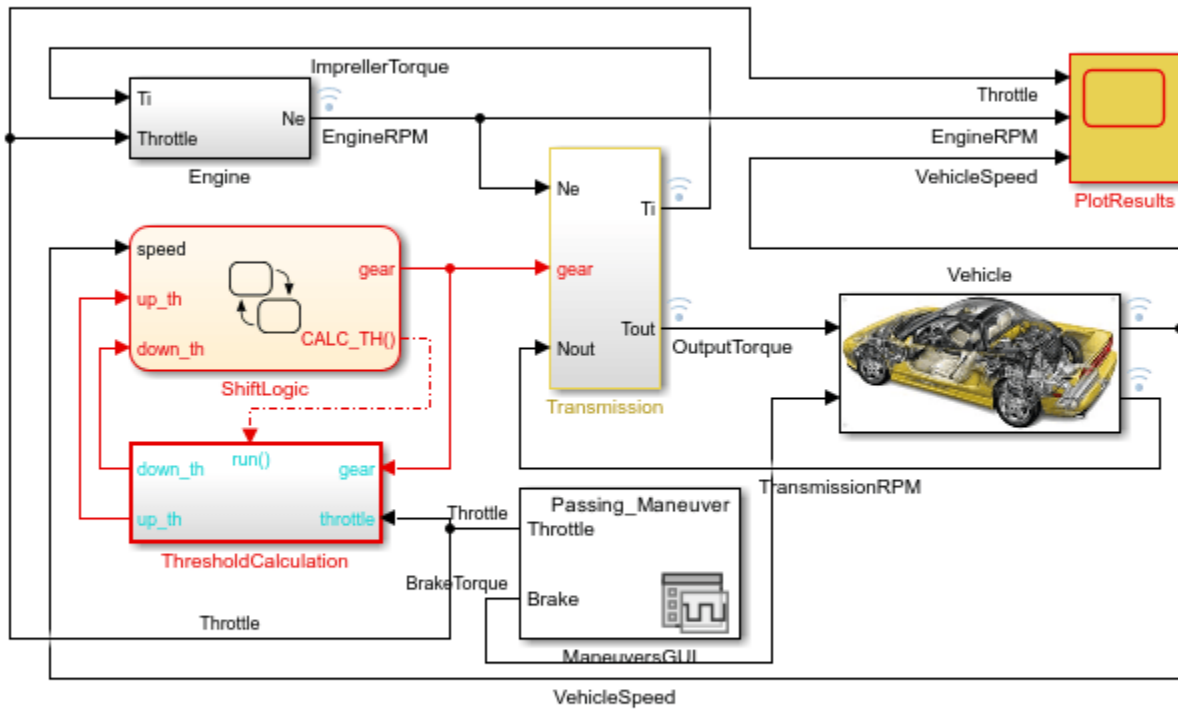 ImprellerTorque
Ti
Throttle
Ne
EngineRPM
Engine
Throttle
EngineRPM
VehicleSpeed
PlotResults
Ne
Ti
gear
Tout
Nout
OutputTorque
Transmission
speed
gear
up_th
down_th
CALC_TH()
ShiftLogic
Vehicle
TransmissionRPM
run()
down_th
gear
up_th
throttle
ThresholdCalculation
Throttle
Passing_Maneuver
Throttle
BrakeTorque
Brake
ManeuversGUI
Throttle
VehicleSpeed